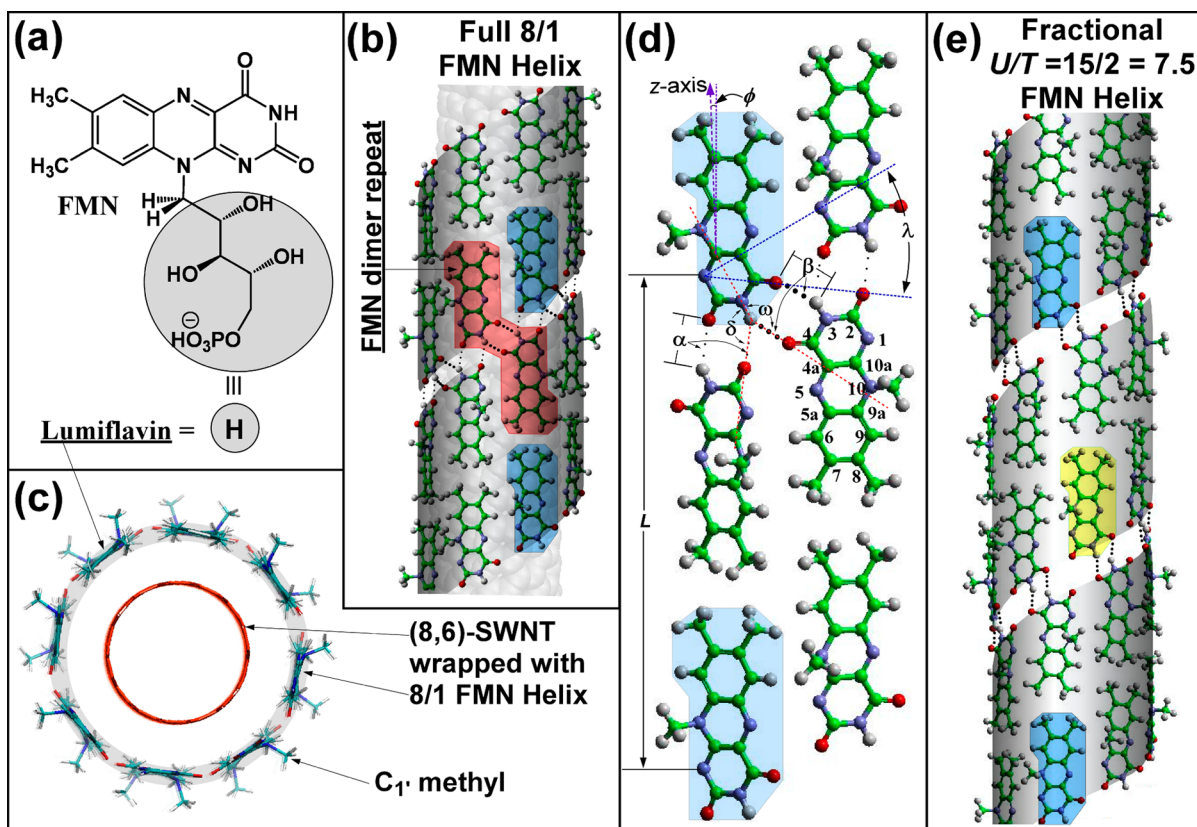 (a)
O
H₃C
N
NH
H₃C
N
N
O
FMN
H
H
OH
HO
OH
⊖
HO₃PO
≡
Lumiflavin = H
(b)
Full 8/1
FMN Helix
FMN dimer repeat
(c)
(8,6)-SWNT
wrapped with
8/1 FMN Helix
C₁' methyl
(d)
z-axis
ϕ
λ
β
L
α
δ
ω
4
3
2
1
4a
10a
5
10
5a
9a
6
9
7
8
(e)
Fractional
U/T =15/2 = 7.5
FMN Helix